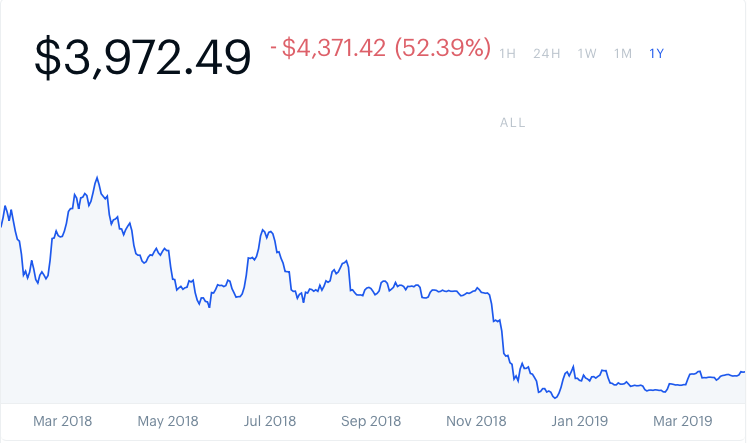 $3,972.49 - $4,371.42 (52.39%) 1H 24H 1W 1M 1Y
ALL
Mar 2018 May 2018 Jul 2018 Sep 2018 Nov 2018 Jan 2019 Mar 2019